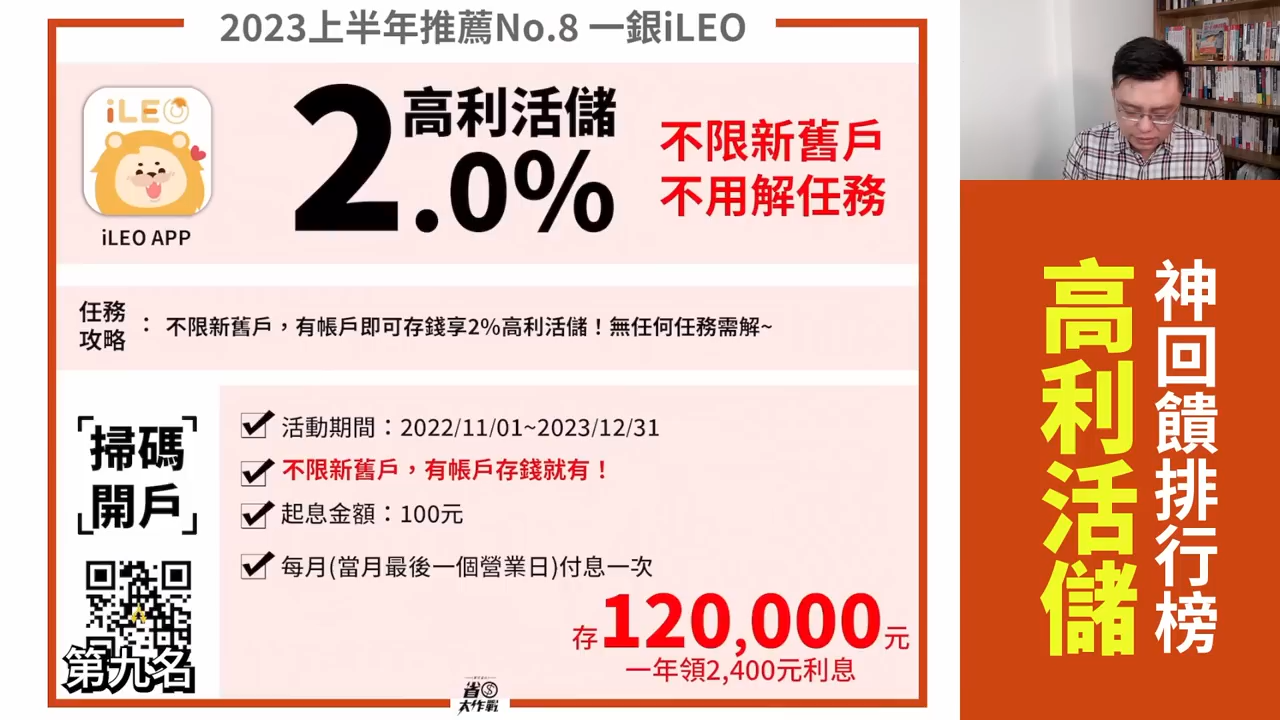 2023上半年推薦No.8 一銀iLEO
iLEO
iLEO APP
高利活儲
2.0%
不限新舊戶
不用解任務
任務
攻略
：
不限新舊戶，有帳戶即可存錢享2%高利活儲！無任何任務需解~
掃碼
開戶
第九名
活動期間：2022/11/01~2023/12/31
不限新舊戶，有帳戶存錢就有！
起息金額：100元
每月(當月最後一個營業日)付息一次
存120,000元
一年領2,400元利息
省
大作戰
神回饋排行榜
高利活儲